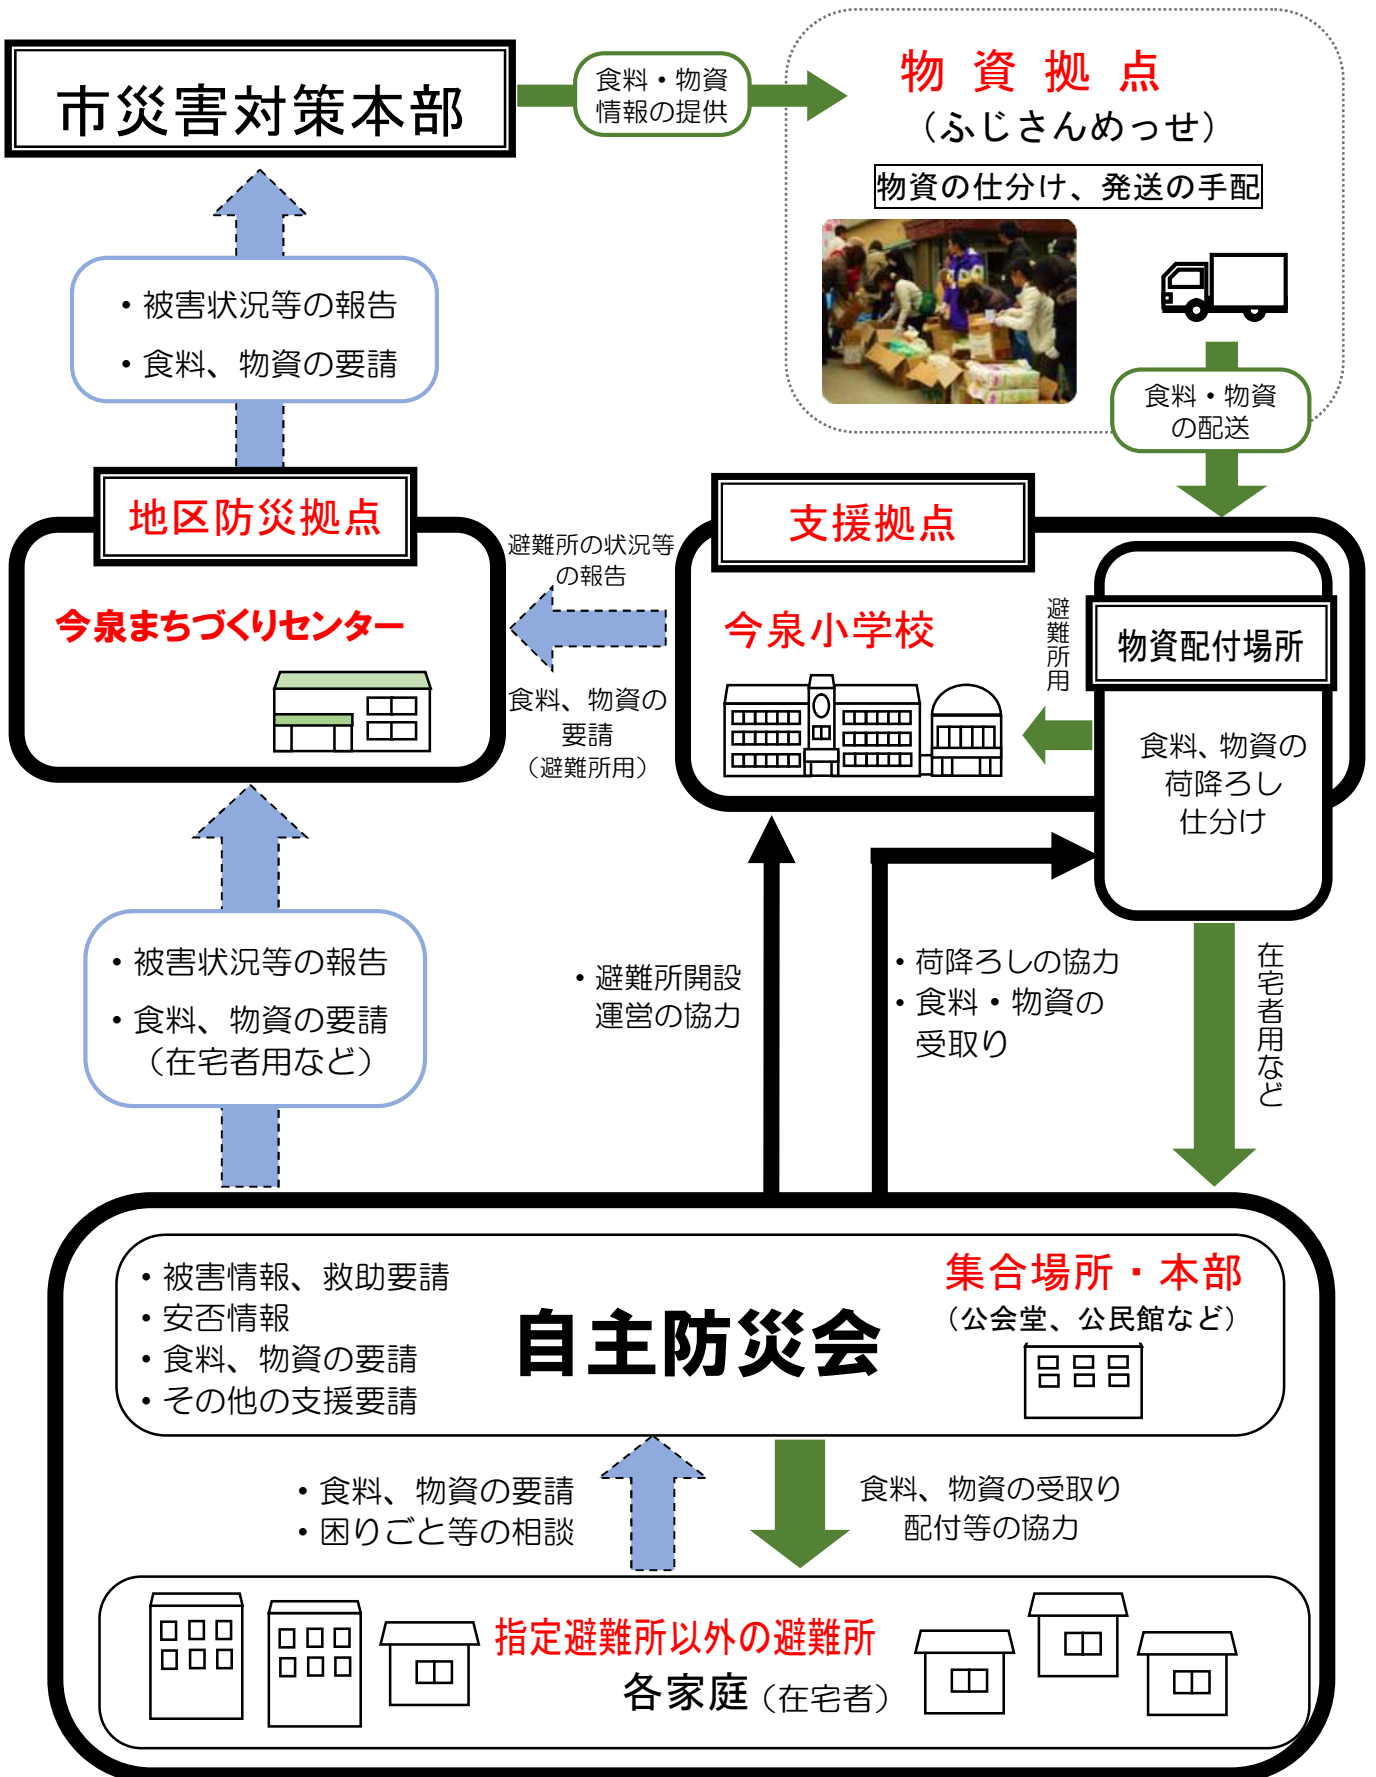 市災害対策本部
食料・物資
情報の提供
物資拠点
（ふじさんめっせ）
物資の仕分け、発送の手配
・被害状況等の報告
・食料、物資の要請
食料・物資
の配送
地区防災拠点
今泉まちづくりセンター
避難所の状況等
の報告
食料、物資の
要請
（避難所用）
支援拠点
今泉小学校
避難所用
物資配付場所
食料、物資の
荷降ろし
仕分け
・被害状況等の報告
・食料、物資の要請
（在宅者用など）
・避難所開設
運営の協力
・荷降ろしの協力
・食料・物資の
受取り
在宅者用など
・被害情報、救助要請
・安否情報
・食料、物資の要請
・その他の支援要請
自主防災会
集合場所・本部
（公会堂、公民館など）
・食料、物資の要請
・困りごと等の相談
食料、物資の受取り
配付等の協力
指定避難所以外の避難所
各家庭（在宅者）